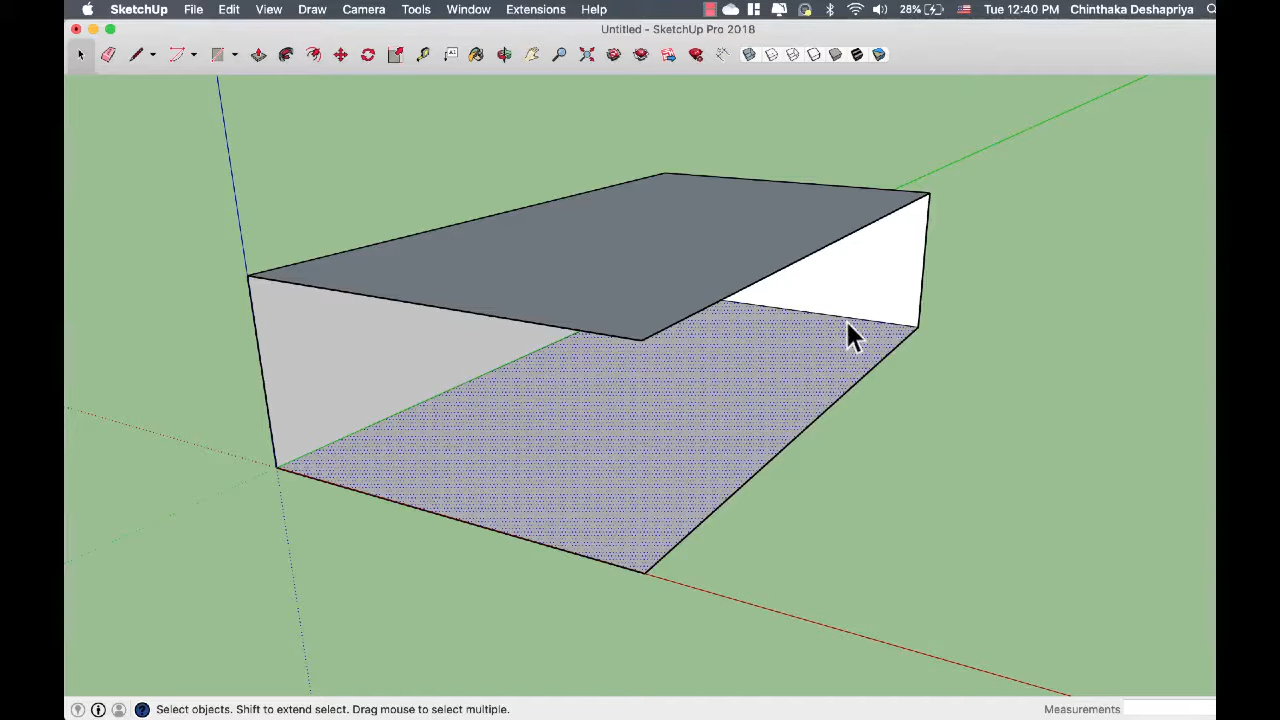 SketchUp File Edit View Draw Camera Tools Window Extensions Help 28% Tue 12:40 PM Chinthaka Deshapriya
Untitled - SketchUp Pro 2018
Select objects. Shift to extend select. Drag mouse to select multiple. Measurements